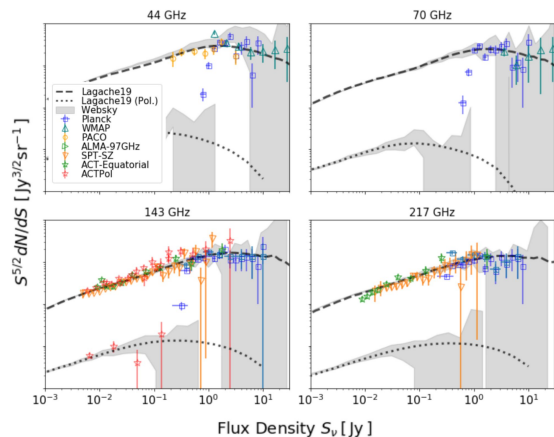 44 GHz
70 GHz
Lagache19
Lagache19 (Pol.)
Websky
Planck
WMAP
PACO
ALMA-97GHz
SPT-SZ
ACT-Equatorial
ACTPol
143 GHz
217 GHz
S^{5/2}dN/dS [Jy^{3/2}sr^{-1}]
10^{-3} 10^{-2} 10^{-1} 10^{0} 10^{1} 10^{-3} 10^{-2} 10^{-1} 10^{0} 10^{1}
Flux Density S_ν [Jy]